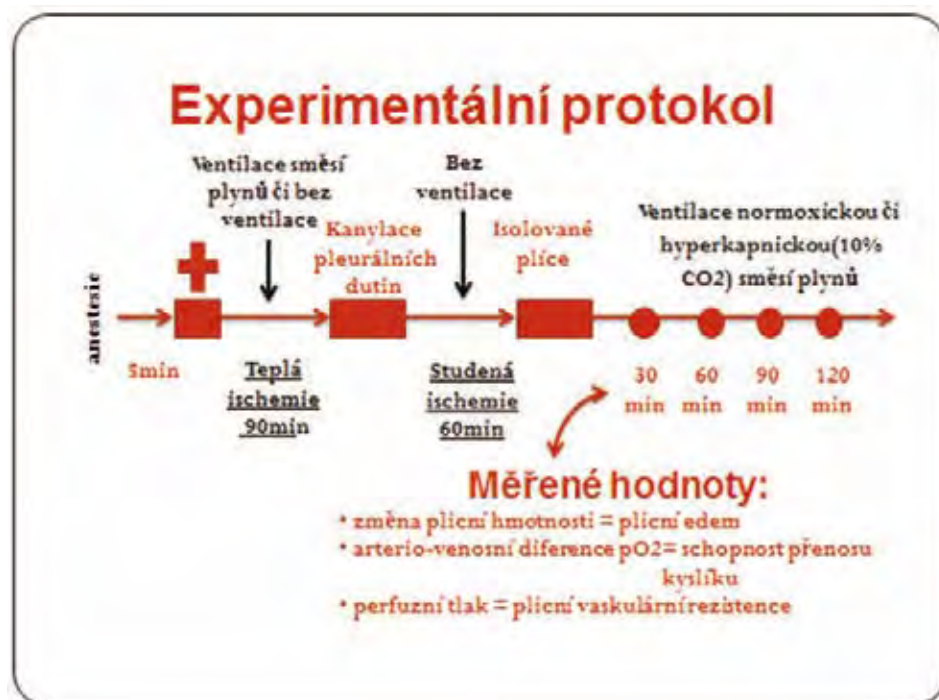 Experimentální protokol
Ventilace směsí
plynů či bez
ventilace
Bez
ventilace
Kanylace
pleurálních
dutin
Isolované
plíce
Ventilace normoxickou či
hyperkapnickou(10%
CO2) směsí plynů
anestesie
5min
Teplá
ischemie
90min
Studená
ischemie
60min
30
min
60
min
90
min
120
min
Měřené hodnoty:
• změna plicní hmotnosti = plicní edem
• arterio-venosní diference pO2= schopnost přenosu
kyslíku
• perfuzní tlak = plicní vaskulární rezistence